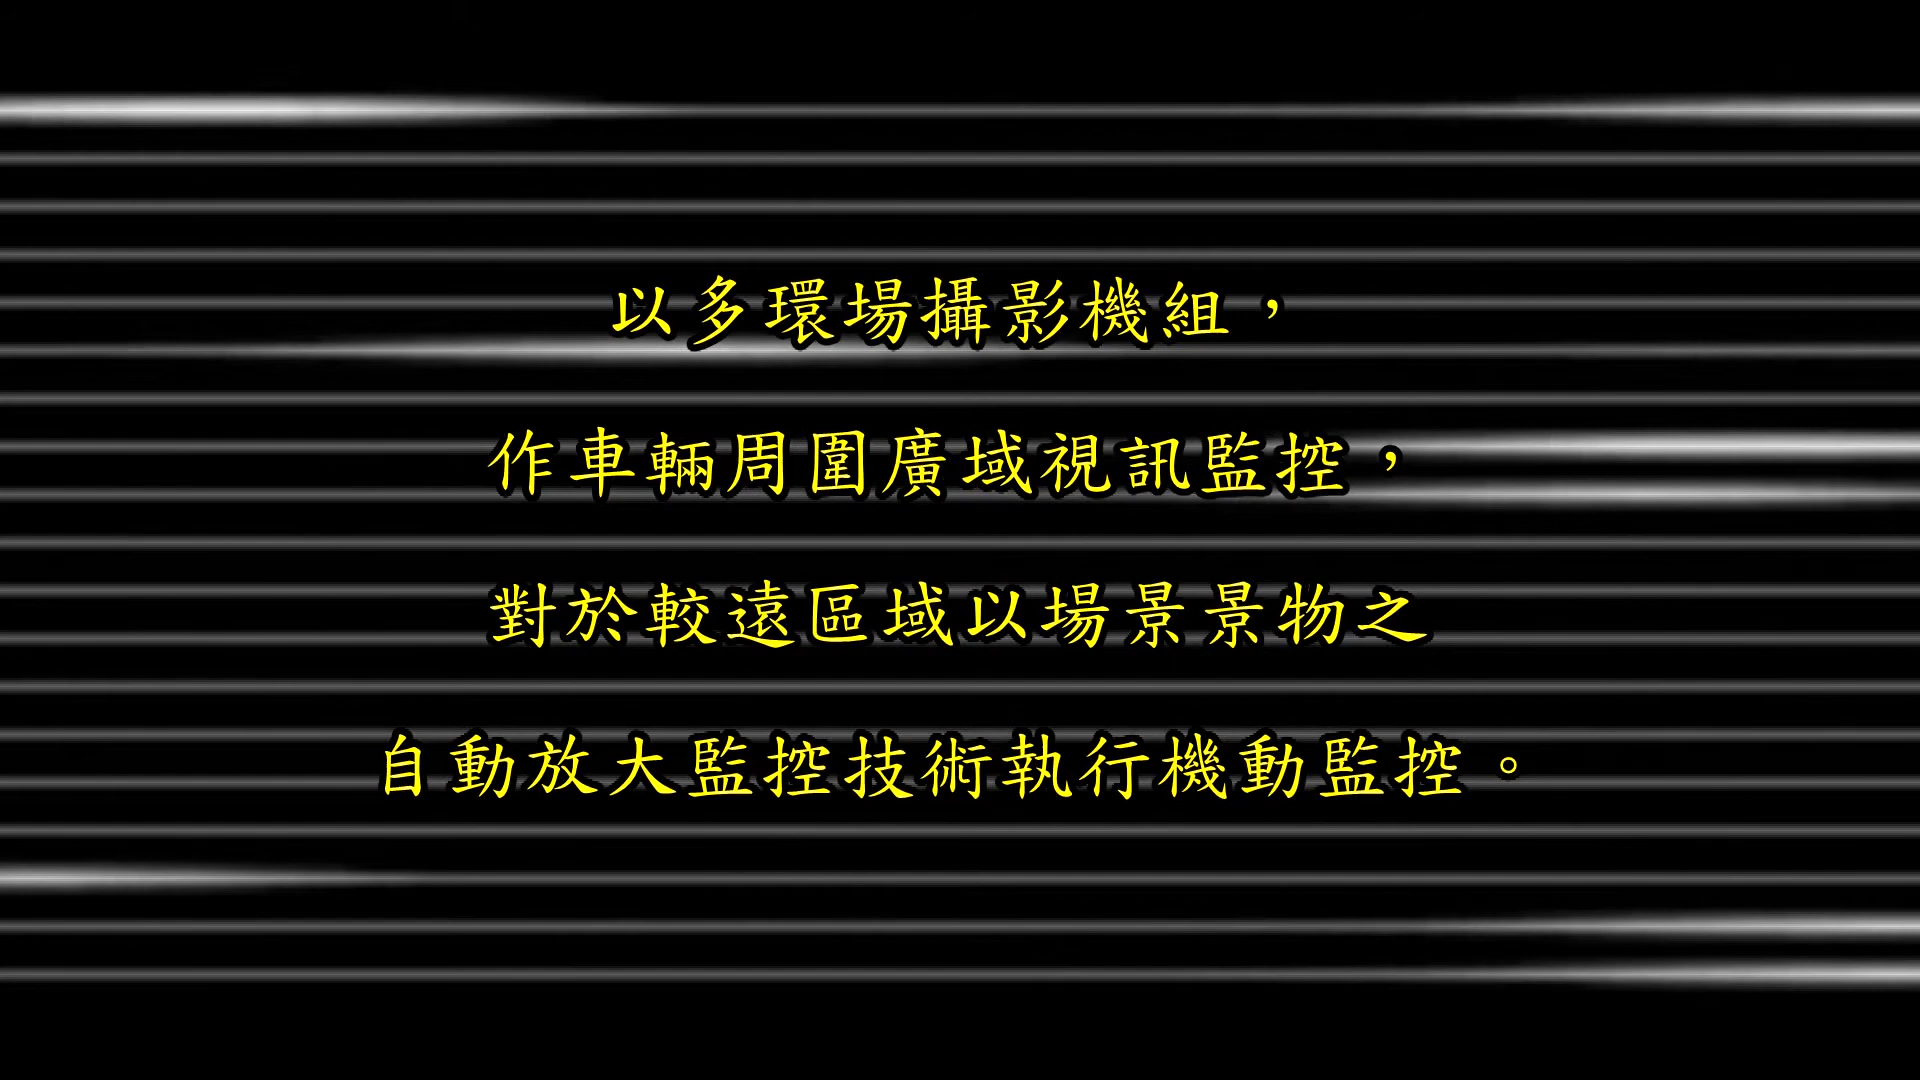 以多環場攝影機組，
作車輛周圍廣域視訊監控，
對於較遠區域以場景景物之
自動放大監控技術執行機動監控。